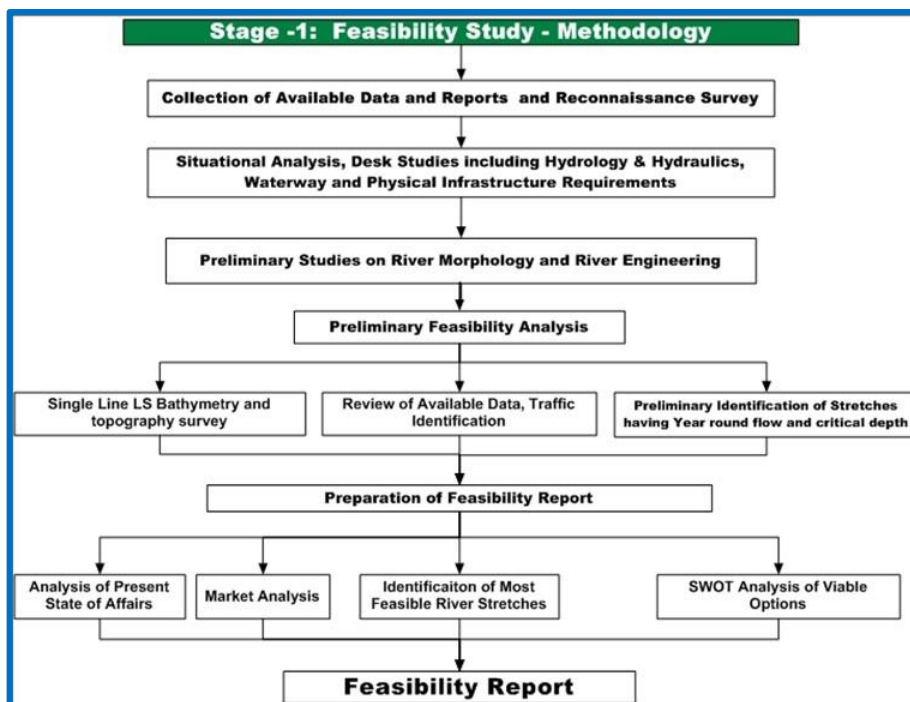 Stage -1: Feasibility Study - Methodology
Collection of Available Data and Reports and Reconnaissance Survey
Situational Analysis, Desk Studies including Hydrology & Hydraulics,
Waterway and Physical Infrastructure Requirements
Preliminary Studies on River Morphology and River Engineering
Preliminary Feasibility Analysis
Single Line LS Bathymetry and
topography survey
Review of Available Data, Traffic
Identification
Preliminary Identification of Stretches
having Year round flow and critical depth
Preparation of Feasibility Report
Analysis of Present
State of Affairs
Market Analysis
Identificaiton of Most
Feasible River Stretches
SWOT Analysis of Viable
Options
Feasibility Report